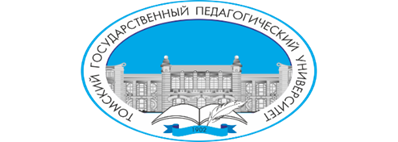 ТОМСКИЙ ГОСУДАРСТВЕННЫЙ ПЕДАГОГИЧЕСКИЙ УНИВЕРСИТЕТ
1902